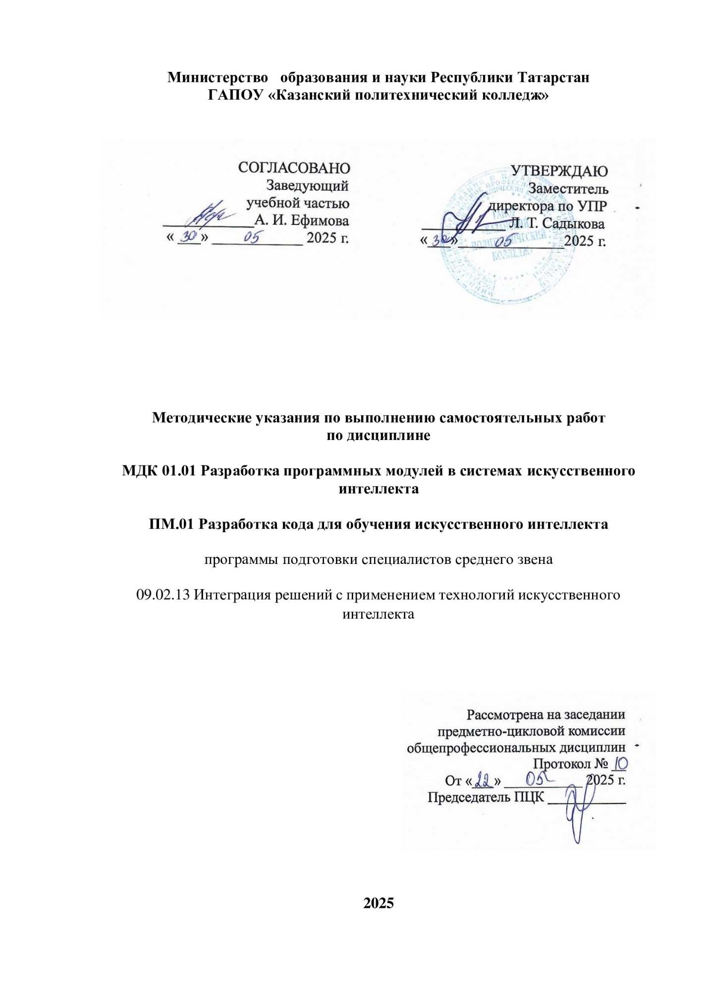 Министерство образования и науки Республики Татарстан
ГАПОУ «Казанский политехнический колледж»
СОГЛАСОВАНО
Заведующий
учебной частью
А. И. Ефимова
«30» 05 2025 г.
УТВЕРЖДАЮ
Заместитель
директора по УПР
Л. Т. Садыкова
«30» 05 2025 г.
ГАПОУ
«КАЗАНСКИЙ
ПОЛИТЕХНИЧЕСКИЙ
КОЛЛЕДЖ»
Методические указания по выполнению самостоятельных работ
по дисциплине
МДК 01.01 Разработка программных модулей в системах искусственного
интеллекта
ПМ.01 Разработка кода для обучения искусственного интеллекта
программы подготовки специалистов среднего звена
09.02.13 Интеграция решений с применением технологий искусственного
интеллекта
Рассмотрена на заседании
предметно-цикловой комиссии
общепрофессиональных дисциплин
Протокол № 10
От «22» 05 2025 г.
Председатель ПЦК
2025